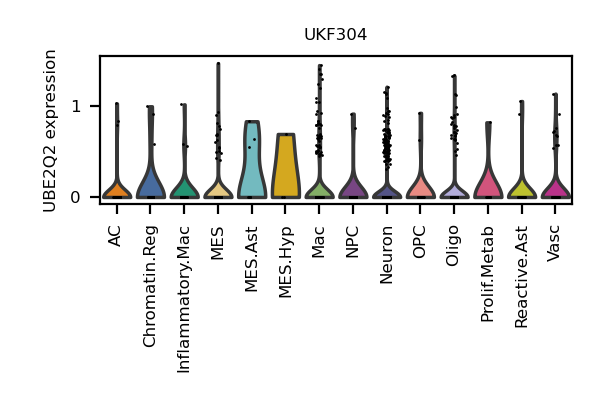 UKF304
UBE2Q2 expression
1
0
AC
Chromatin.Reg
Inflammatory.Mac
MES
MES.Ast
MES.Hyp
Mac
NPC
Neuron
OPC
Oligo
Prolif.Metab
Reactive.Ast
Vasc